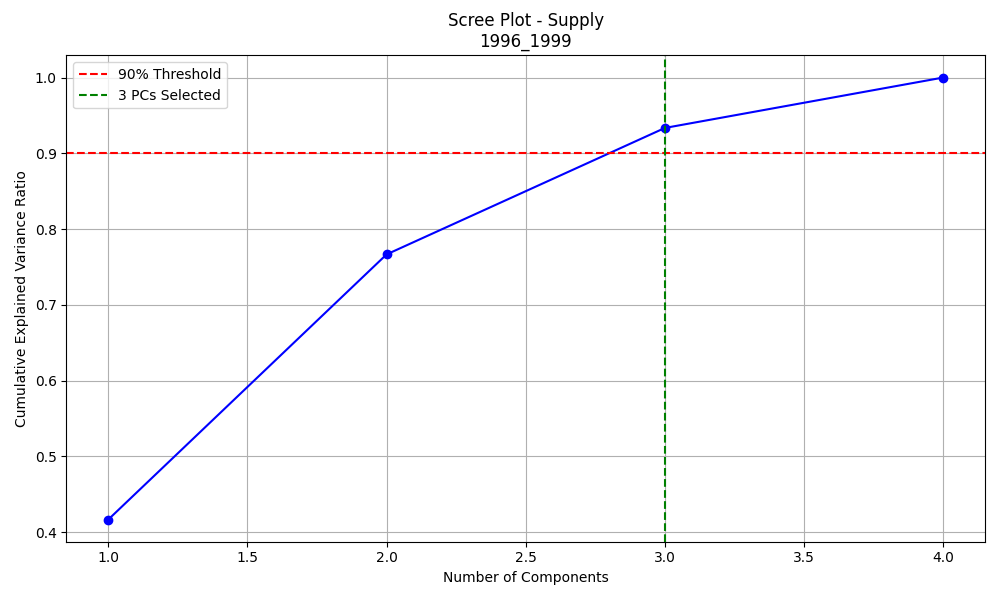 Scree Plot - Supply
1996_1999
90% Threshold
3 PCs Selected
Cumulative Explained Variance Ratio
1.0
0.9
0.8
0.7
0.6
0.5
0.4
1.0 1.5 2.0 2.5 3.0 3.5 4.0
Number of Components